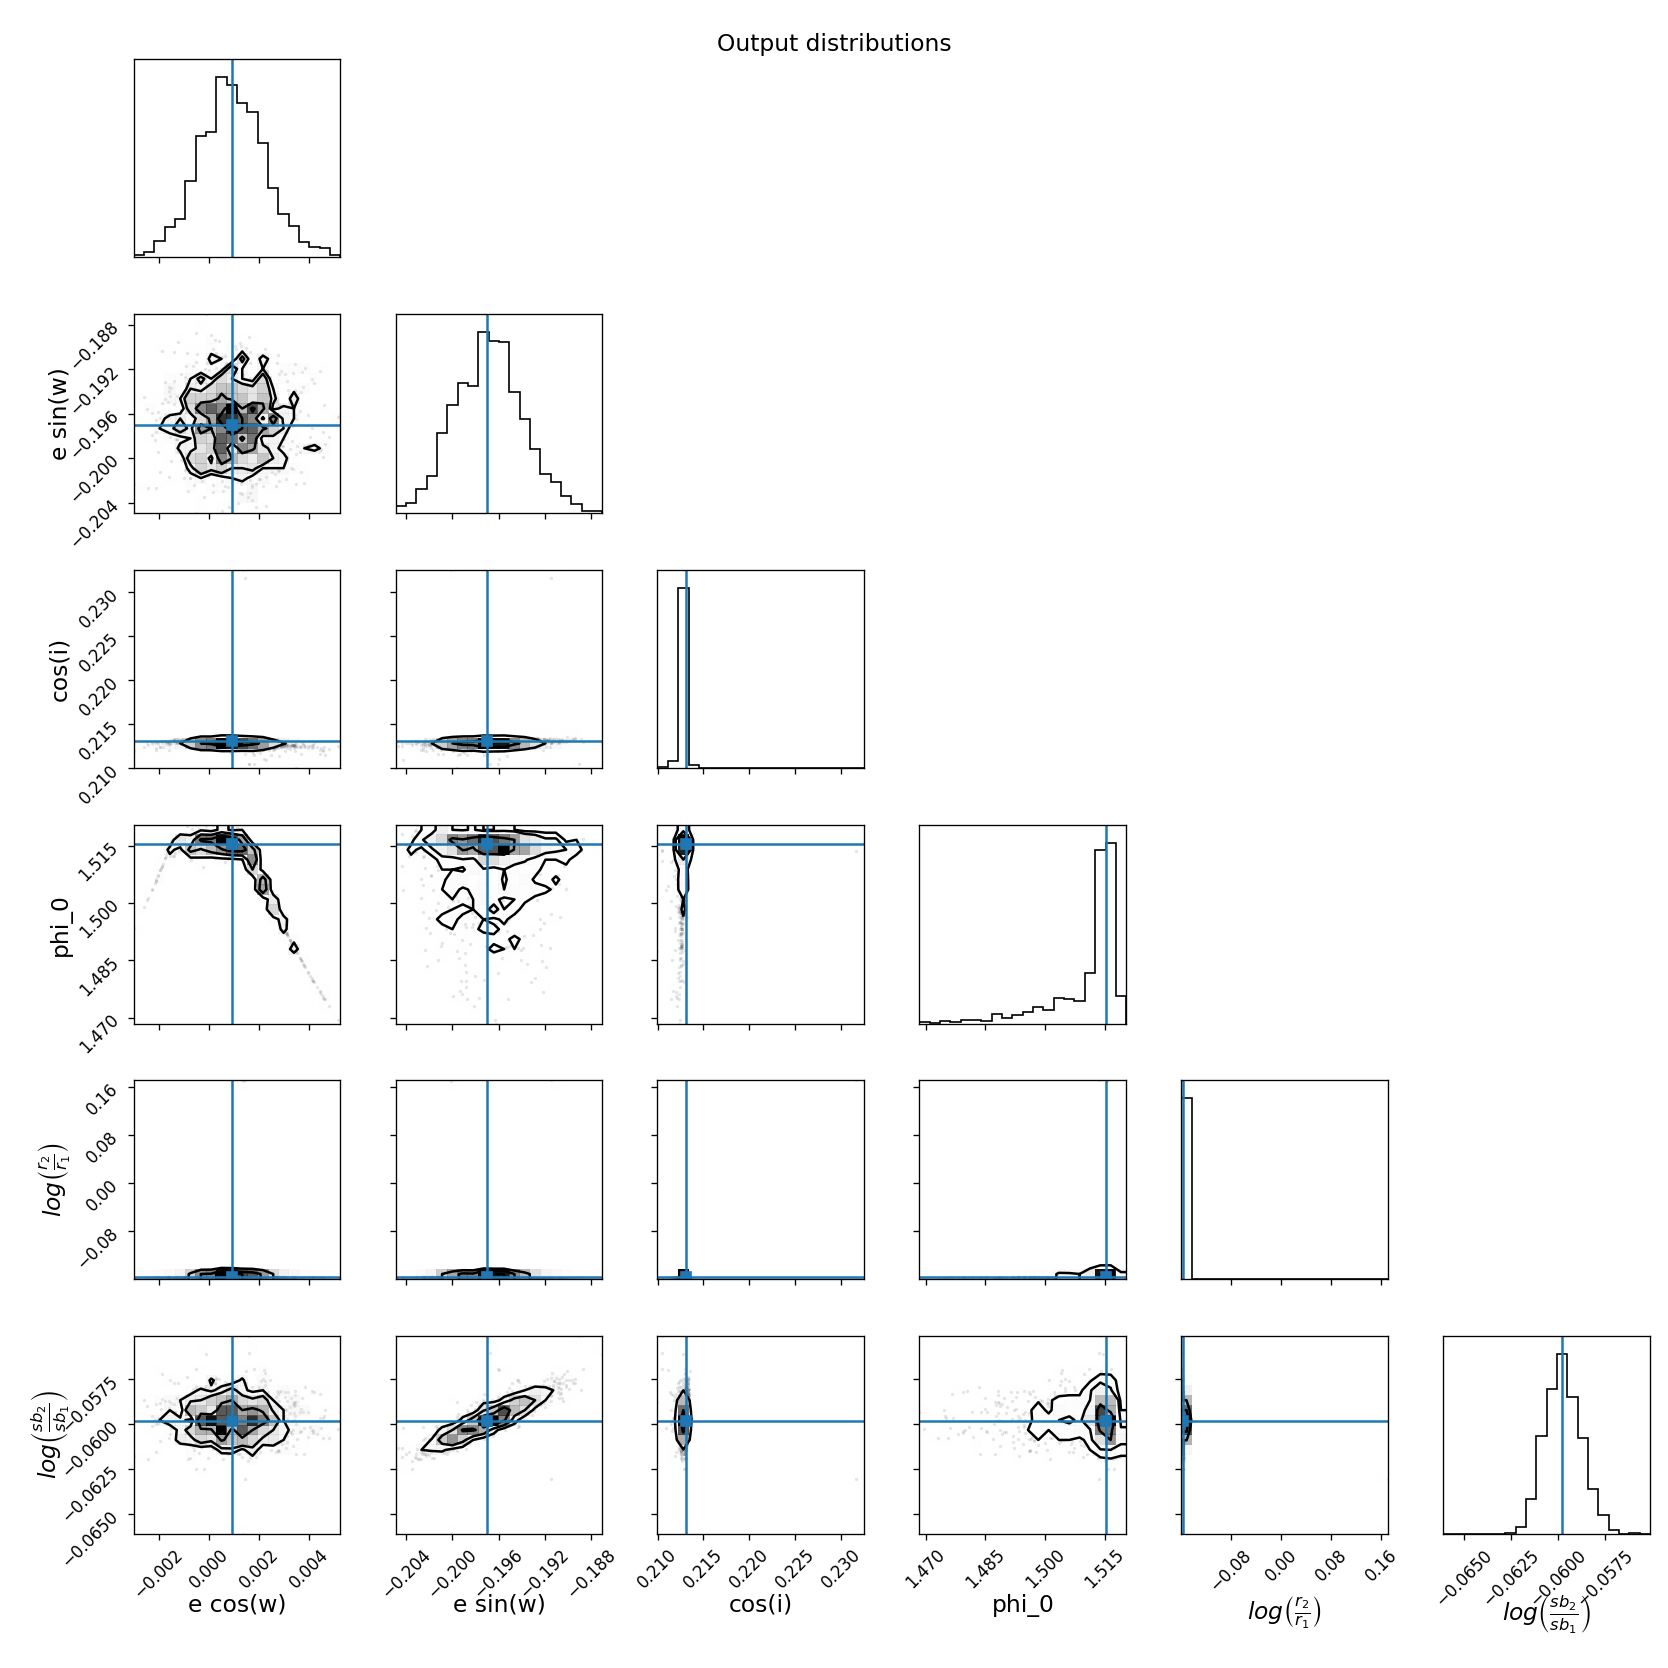 Output distributions
e sin(w)
−0.188
−0.192
−0.196
−0.200
−0.204
cos(i)
0.230
0.225
0.220
0.215
0.210
phi_0
1.515
1.500
1.485
1.470
log(r₂/r₁)
0.16
0.08
0.00
−0.08
log(sb₂/sb₁)
−0.0575
−0.0600
−0.0625
−0.0650
−0.002 0.000 0.002 0.004
−0.204 −0.200 −0.196 −0.192 −0.188
0.210 0.215 0.220 0.225 0.230
1.470 1.485 1.500 1.515
−0.08 0.00 0.08 0.16
−0.0650 −0.0625 −0.0600 −0.0575
e cos(w) e sin(w) cos(i) phi_0 log(r₂/r₁) log(sb₂/sb₁)